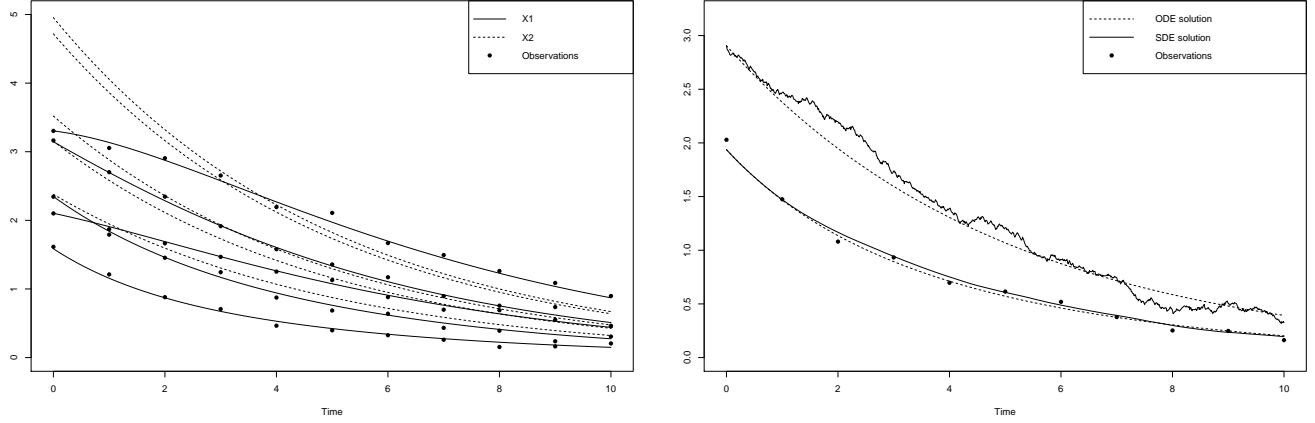 5
4
3
2
1
0
X1
X2
Observations
0 2 4 6 8 10
Time
3.0
2.5
2.0
1.5
1.0
0.5
0.0
ODE solution
SDE solution
Observations
0 2 4 6 8 10
Time